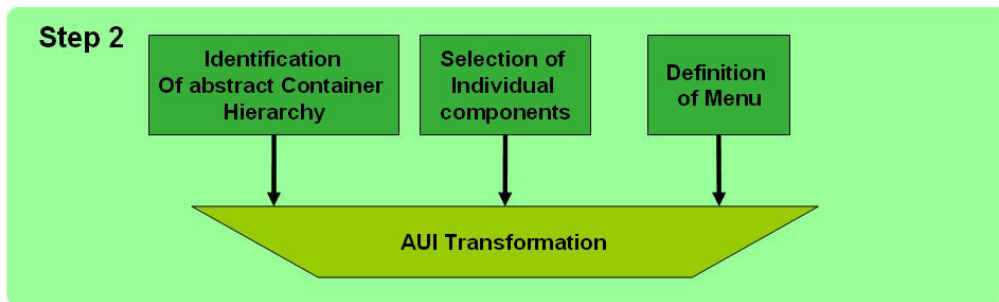 Step 2
Identification
Of abstract Container
Hierarchy
Selection of
Individual
components
Definition
of Menu
AUI Transformation